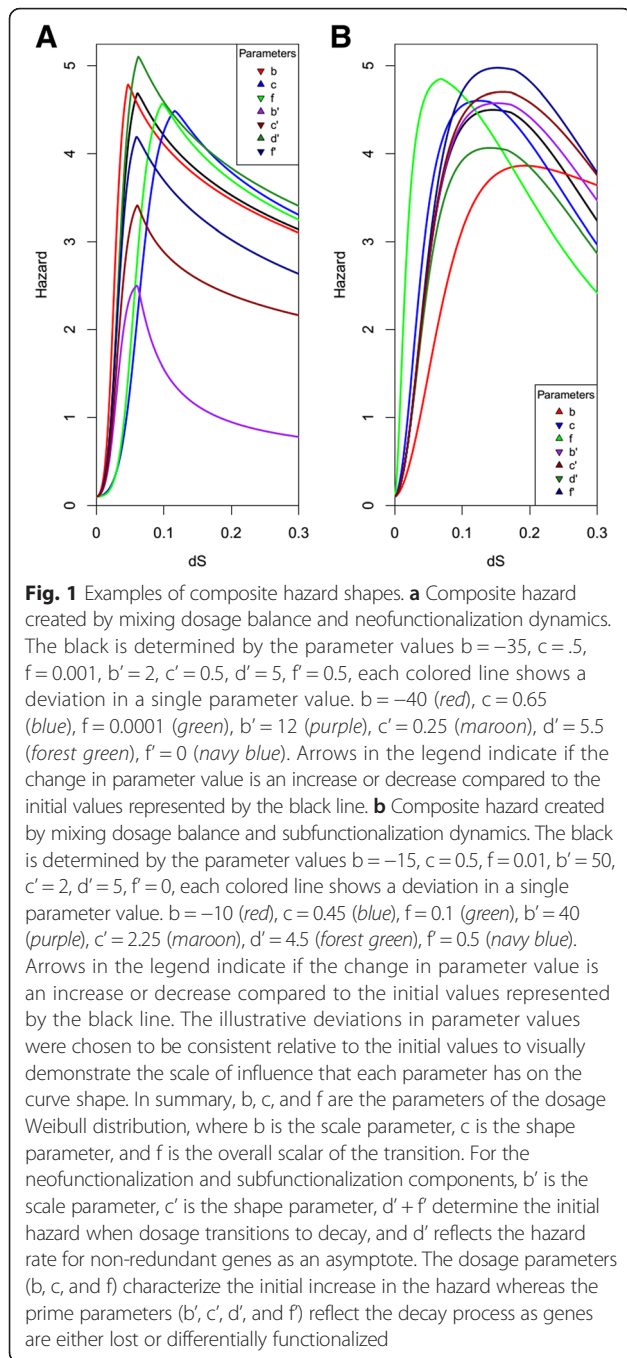 A
B
Parameters
b
c
f
b'
c'
d'
f'
Hazard
0
1
2
3
4
5
0
0.1
0.2
0.3
dS
Parameters
b
c
f
b'
c'
d'
f'
Hazard
0
1
2
3
4
5
0
0.1
0.2
0.3
dS
Fig. 1 Examples of composite hazard shapes. a Composite hazard
created by mixing dosage balance and neofunctionalization dynamics.
The black is determined by the parameter values b = −35, c = .5,
f = 0.001, b' = 2, c' = 0.5, d' = 5, f' = 0.5, each colored line shows a
deviation in a single parameter value. b = −40 (red), c = 0.65
(blue), f = 0.0001 (green), b' = 12 (purple), c' = 0.25 (maroon), d' = 5.5
(forest green), f' = 0 (navy blue). Arrows in the legend indicate if the
change in parameter value is an increase or decrease compared to the
initial values represented by the black line. b Composite hazard created
by mixing dosage balance and subfunctionalization dynamics. The black
is determined by the parameter values b = −15, c = 0.5, f = 0.01, b' = 50,
c' = 2, d' = 5, f' = 0, each colored line shows a deviation in a single
parameter value. b = −10 (red), c = 0.45 (blue), f = 0.1 (green), b' = 40
(purple), c' = 2.25 (maroon), d' = 4.5 (forest green), f' = 0.5 (navy blue).
Arrows in the legend indicate if the change in parameter value is
an increase or decrease compared to the initial values represented
by the black line. The illustrative deviations in parameter values
were chosen to be consistent relative to the initial values to visually
demonstrate the scale of influence that each parameter has on the
curve shape. In summary, b, c, and f are the parameters of the dosage
Weibull distribution, where b is the scale parameter, c is the shape
parameter, and f is the overall scalar of the transition. For the
neofunctionalization and subfunctionalization components, b' is the
scale parameter, c' is the shape parameter, d' + f' determine the initial
hazard when dosage transitions to decay, and d' reflects the hazard
rate for non-redundant genes as an asymptote. The dosage parameters
(b, c, and f) characterize the initial increase in the hazard whereas the
prime parameters (b', c', d', and f') reflect the decay process as genes
are either lost or differentially functionalized